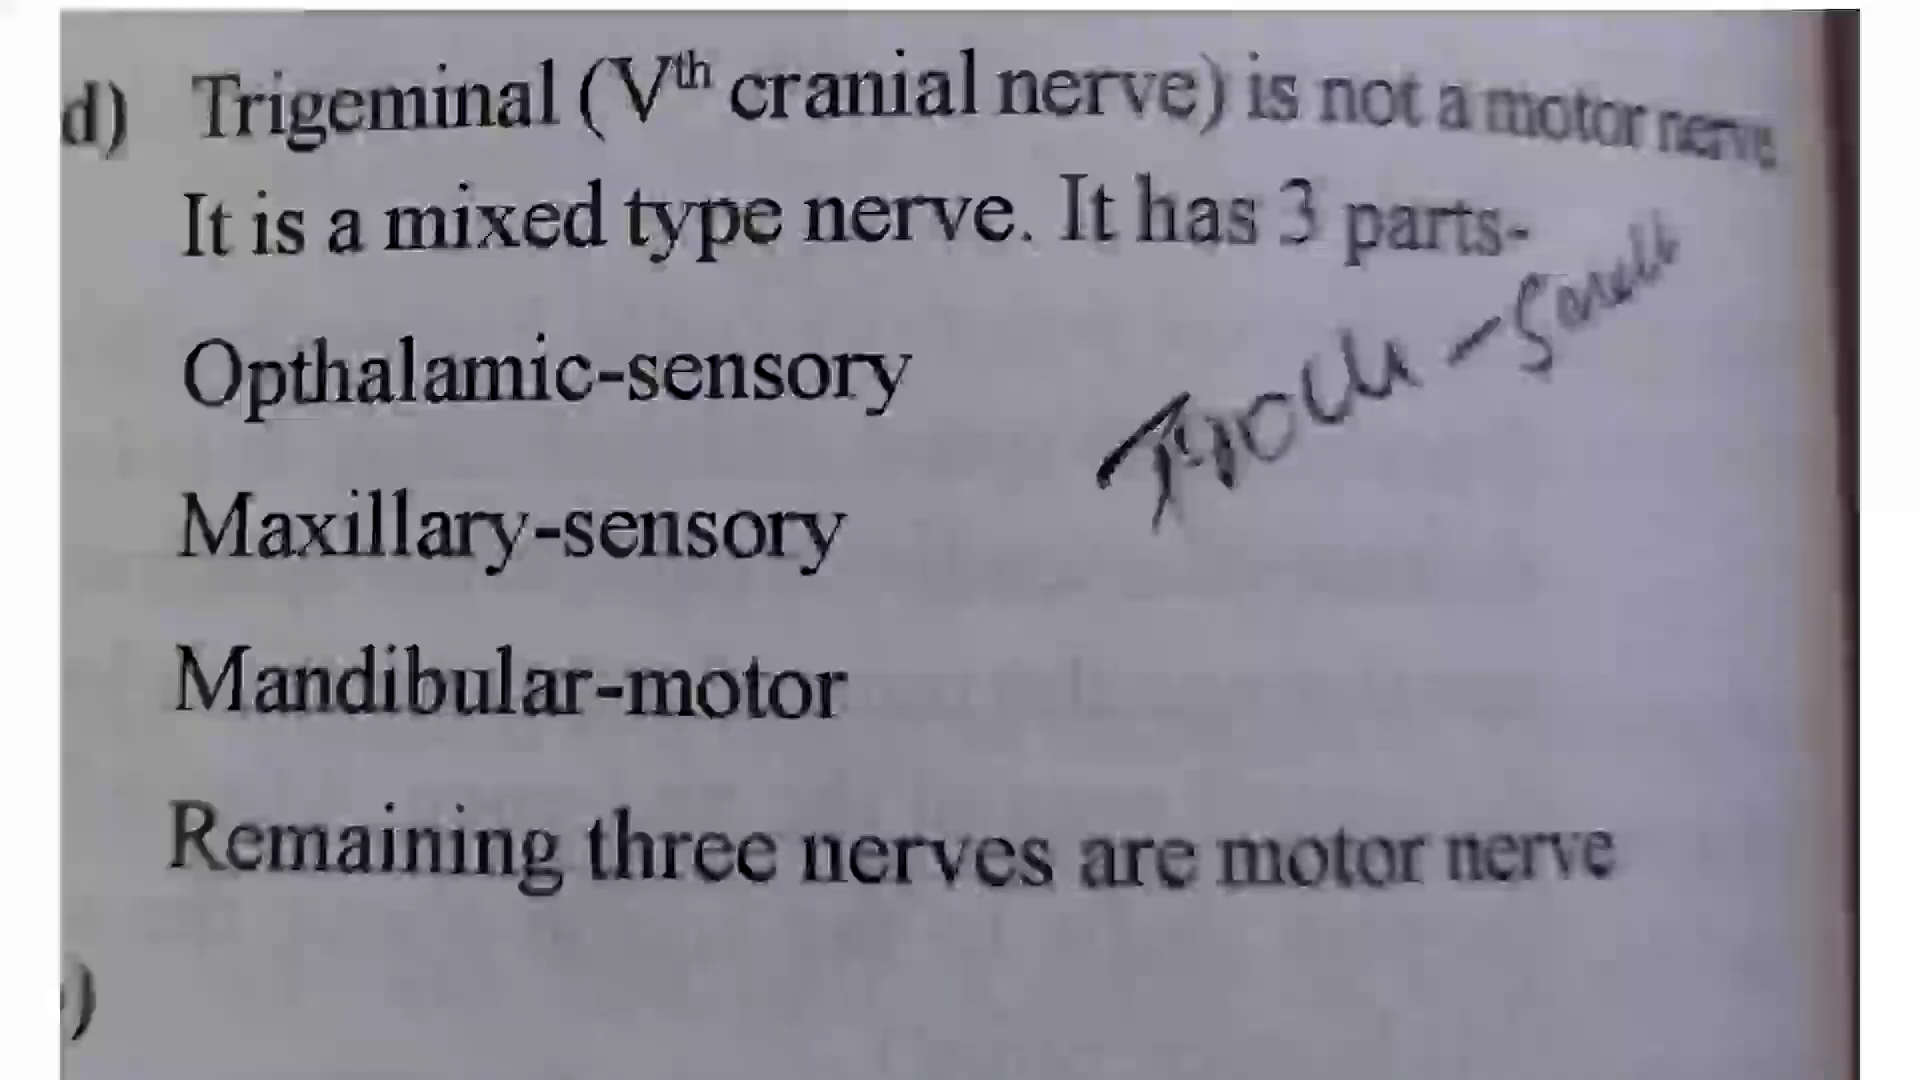 d) Trigeminal (Vth cranial nerve) is not a motor nerve
It is a mixed type nerve. It has 3 parts-
Opthalamic-sensory
Maxillary-sensory
Mandibular-motor
Remaining three nerves are motor nerve
)